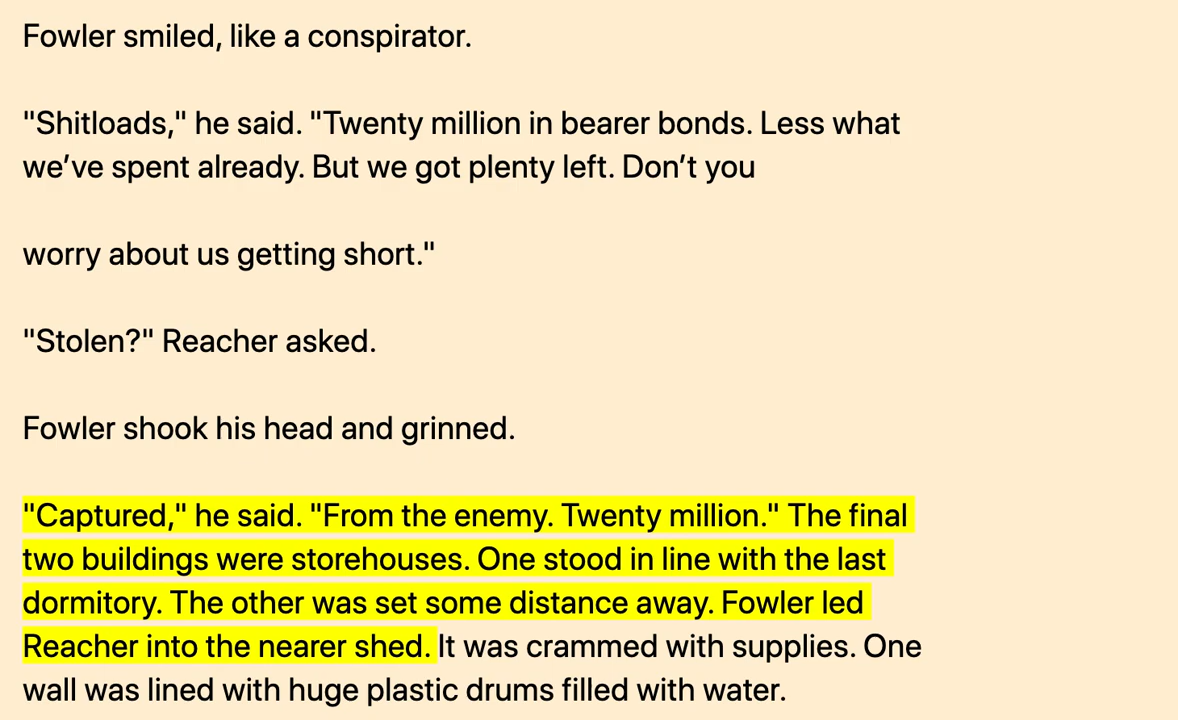 Fowler smiled, like a conspirator.
"Shitloads," he said. "Twenty million in bearer bonds. Less what
we’ve spent already. But we got plenty left. Don’t you
worry about us getting short."
"Stolen?" Reacher asked.
Fowler shook his head and grinned.
"Captured," he said. "From the enemy. Twenty million." The final
two buildings were storehouses. One stood in line with the last
dormitory. The other was set some distance away. Fowler led
Reacher into the nearer shed. It was crammed with supplies. One
wall was lined with huge plastic drums filled with water.